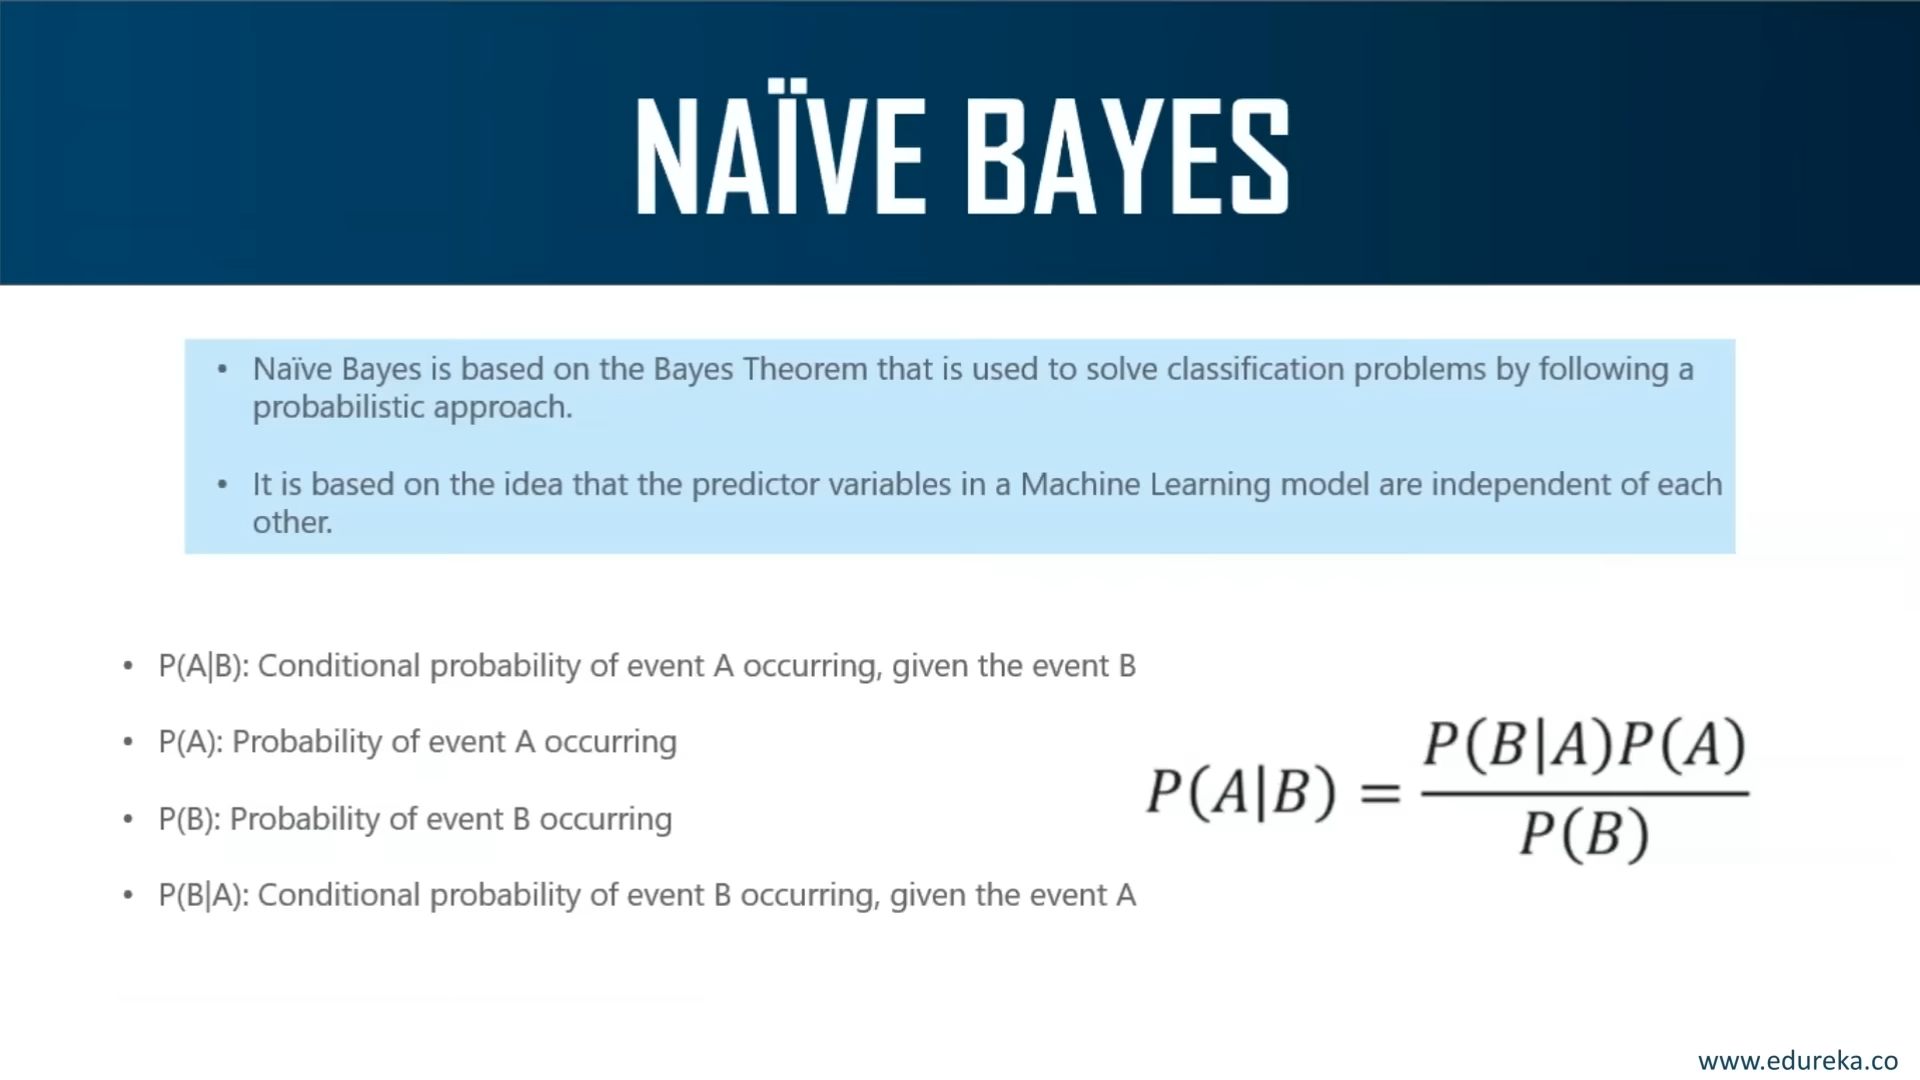 NAÏVE BAYES
• Naïve Bayes is based on the Bayes Theorem that is used to solve classification problems by following a
probabilistic approach.
• It is based on the idea that the predictor variables in a Machine Learning model are independent of each
other.
• P(A|B): Conditional probability of event A occurring, given the event B
• P(A): Probability of event A occurring
• P(B): Probability of event B occurring
• P(B|A): Conditional probability of event B occurring, given the event A
P(B|A)P(A)
P(A|B) =
P(B)
www.edureka.co